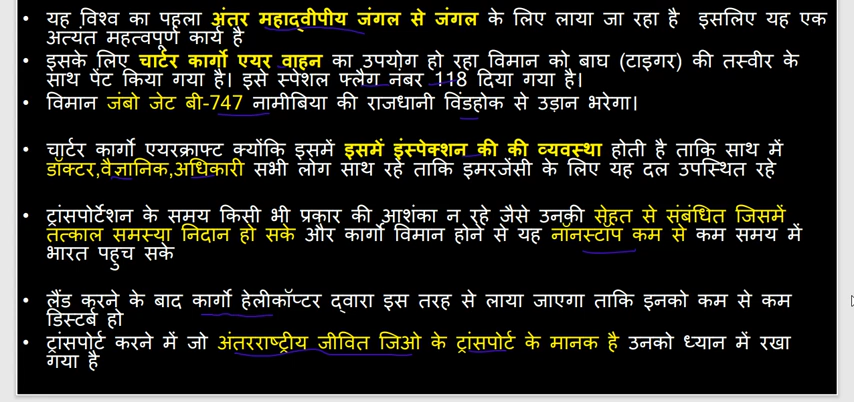 • यह विश्व का पहला अंतर महाद्वीपीय जंगल से जंगल के लिए लाया जा रहा है इसलिए यह एक
अत्यंत महत्वपूर्ण कार्य है
• इसके लिए चार्टर कार्गो एयर वाहन का उपयोग हो रहा विमान को बाघ (टाइगर) की तस्वीर के
साथ पेंट किया गया है। इसे स्पेशल फ्लैग नंबर 118 दिया गया है।
• विमान जंबो जेट बी-747 नामीबिया की राजधानी विंडहोक से उड़ान भरेगा।
• चार्टर कार्गो एयरक्राफ्ट क्योंकि इसमें इसमें इंस्पेक्शन की की व्यवस्था होती है ताकि साथ में
डॉक्टर,वैज्ञानिक,अधिकारी सभी लोग साथ रहे ताकि इमरजेंसी के लिए यह दल उपस्थित रहे
• ट्रांसपोर्टेशन के समय किसी भी प्रकार की आशंका न रहे जैसे उनकी सेहत से संबंधित जिसमें
तत्काल समस्या निदान हो सके और कार्गो विमान होने से यह नॉनस्टॉप कम से कम समय में
भारत पहुच सके
• लैंड करने के बाद कार्गो हेलीकॉप्टर द्वारा इस तरह से लाया जाएगा ताकि इनको कम से कम
डिस्टर्ब हो
• ट्रांसपोर्ट करने में जो अंतरराष्ट्रीय जीवित जिओ के ट्रांसपोर्ट के मानक है उनको ध्यान में रखा
गया है